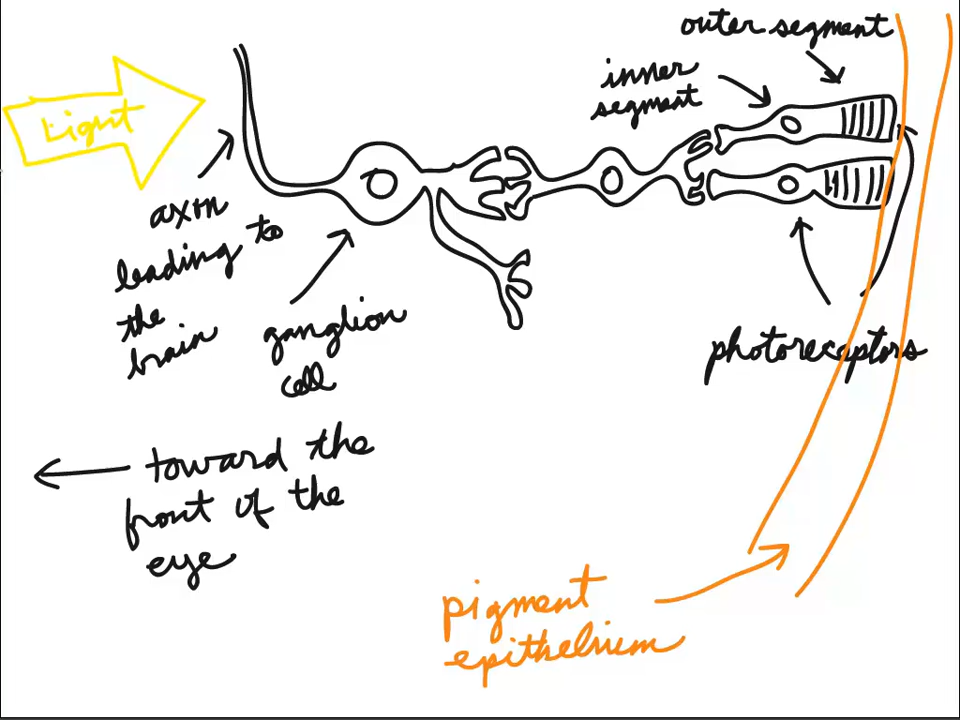 outer segment
inner
segment
Light
axon
leading to
the
brain
ganglion
cell
photoreceptors
toward the
front of the
eye
pigment
epithelium